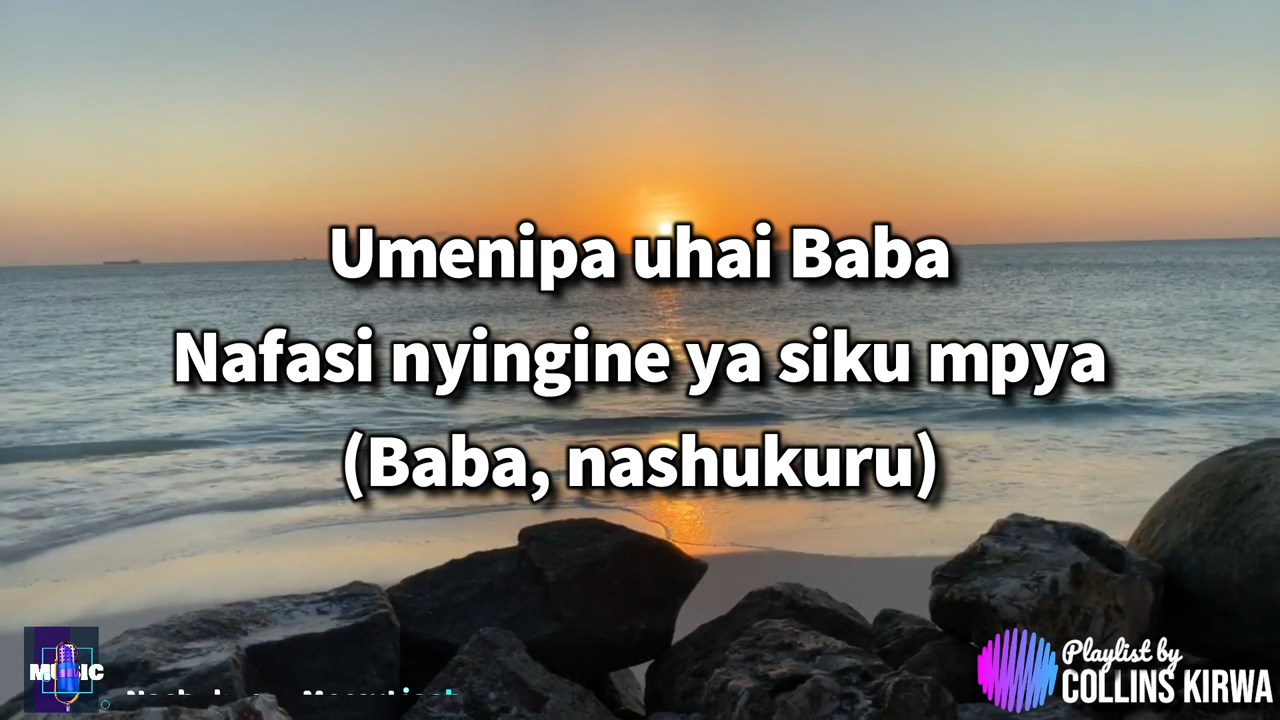 Umenipa uhai Baba
Nafasi nyingine ya siku mpya
(Baba, nashukuru)
MUSIC
Playlist by
COLLINS KIRWA